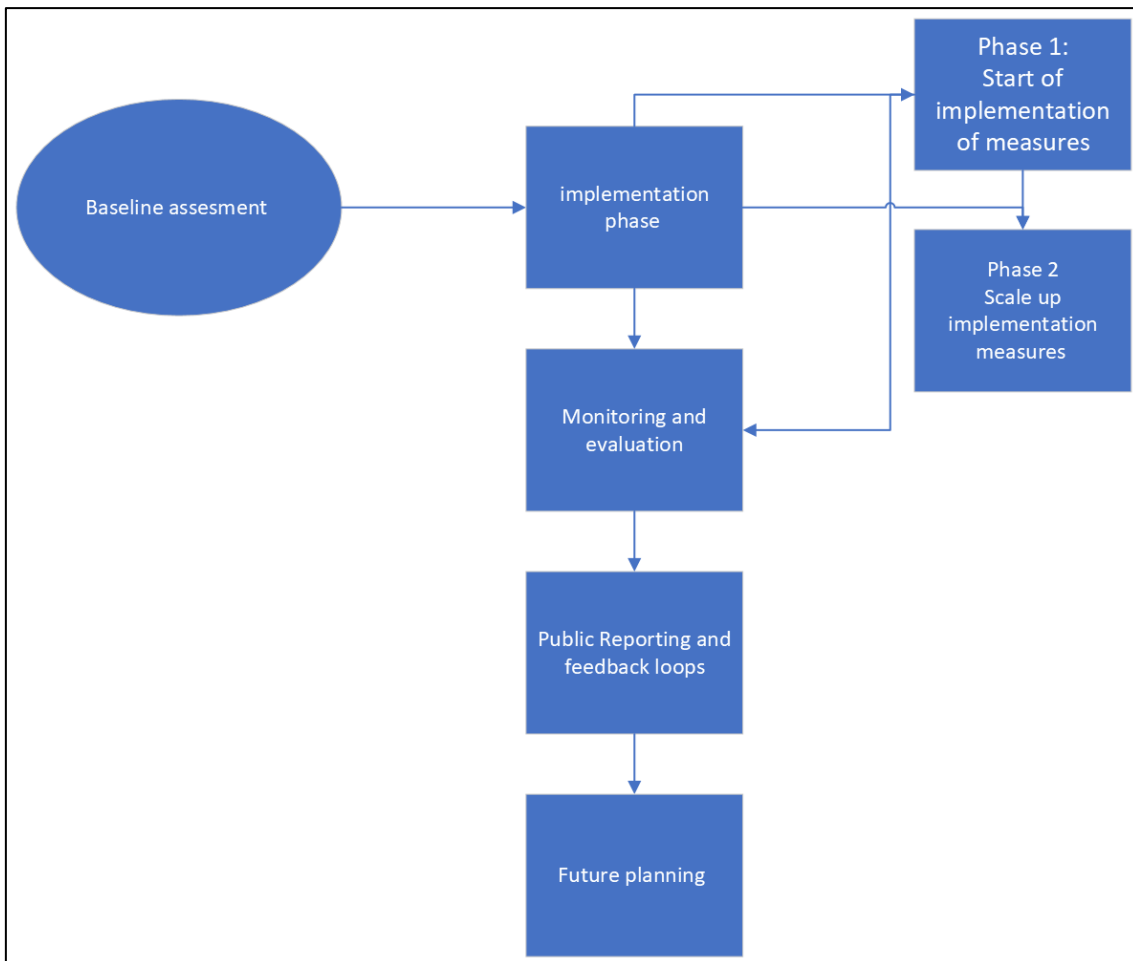 Phase 1:
Start of
implementation
of measures
Baseline assesment
implementation
phase
Phase 2
Scale up
implementation
measures
Monitoring and
evaluation
Public Reporting and
feedback loops
Future planning